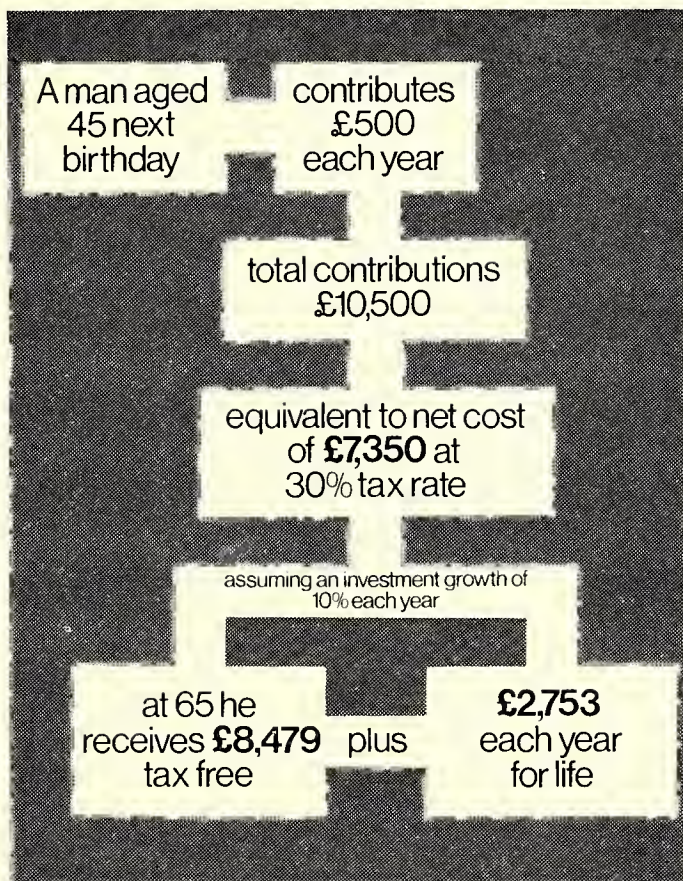 A man aged
45 next
birthday
contributes
£500
each year
total contributions
£10,500
equivalent to net cost
of £7,350 at
30% tax rate
assuming an investment growth of
10% each year
at 65 he
receives £8,479
tax free
plus
£2,753
each year
for life